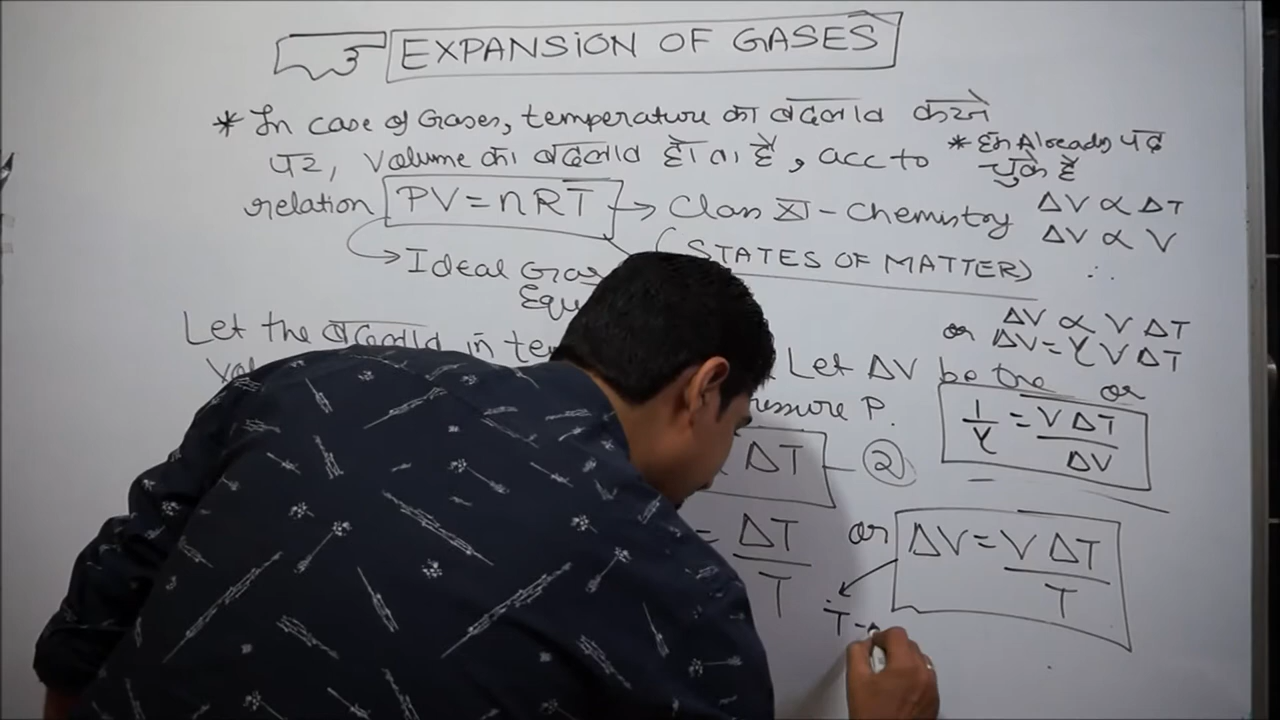 EXPANSION OF GASES
* In case of Gases, temperature का बदलाव करने
पर, Volume का बदलाव होता है, acc to
relation PV = nRT → Class XI - Chemistry
(STATES OF MATTER)
→ Ideal Gas
Equ
* हम Already पढ़
चुके है
ΔV ∝ ΔT
ΔV ∝ V
∴
ΔV ∝ V ΔT
or ΔV = γ V ΔT
or
1/γ = V ΔT / ΔV
Let the बदलाव in te
Let ΔV be the
essure P.
ΔT — ②
= ΔT / T or ΔV = V ΔT / T
T -